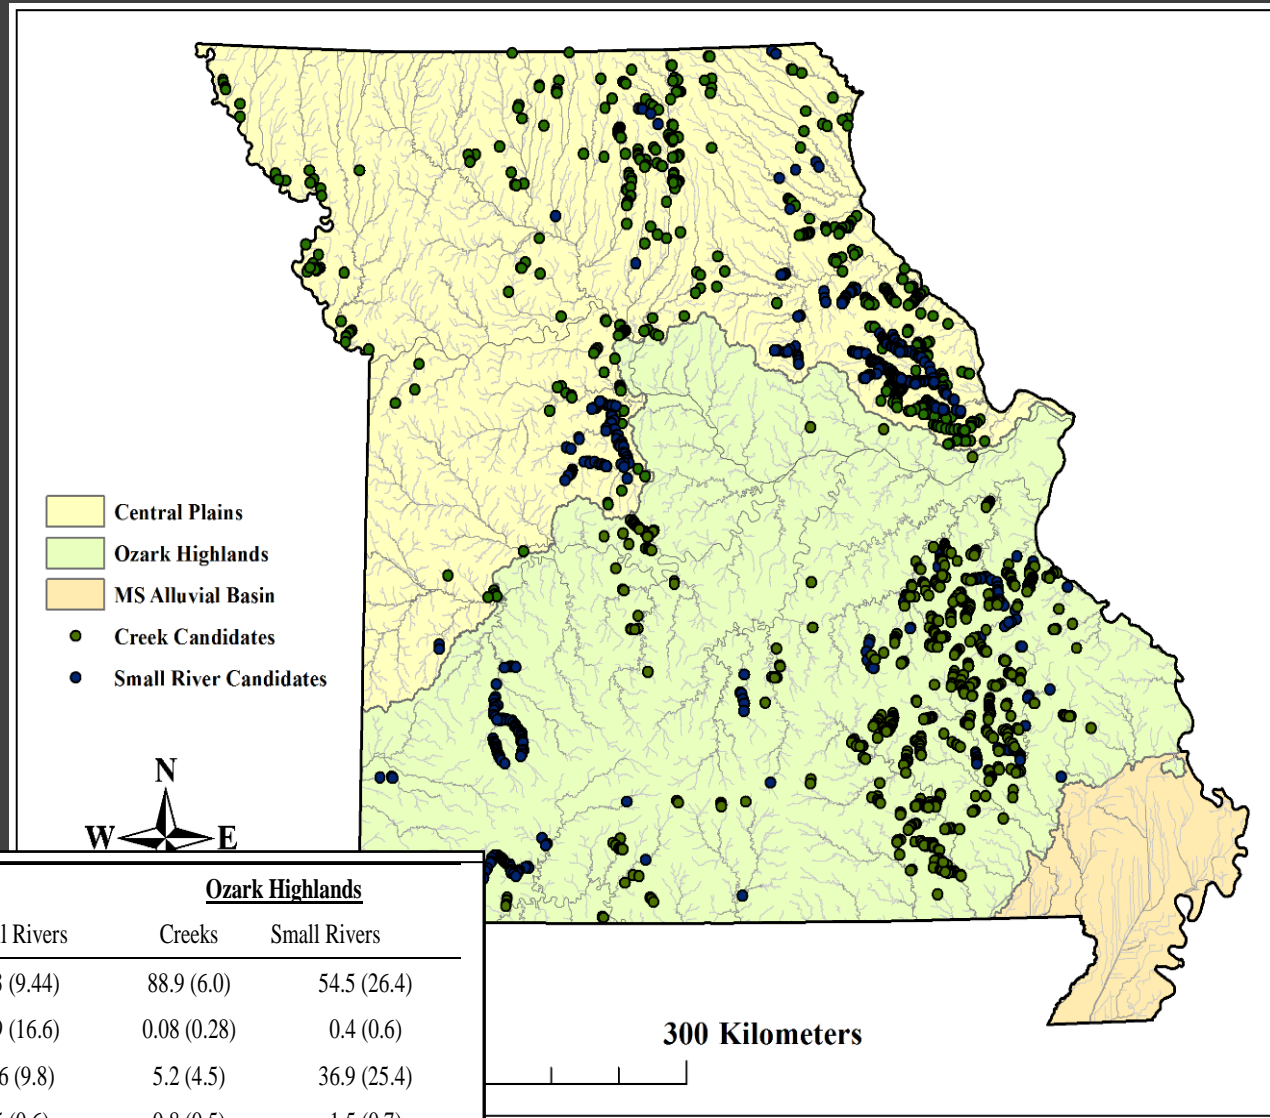 Central Plains
Ozark Highlands
MS Alluvial Basin
Creek Candidates
Small River Candidates
N
W E
300 Kilometers
Ozark Highlands
Rivers Creeks Small Rivers
(9.44) 88.9 (6.0) 54.5 (26.4)
(16.6) 0.08 (0.28) 0.4 (0.6)
(9.8) 5.2 (4.5) 36.9 (25.4)